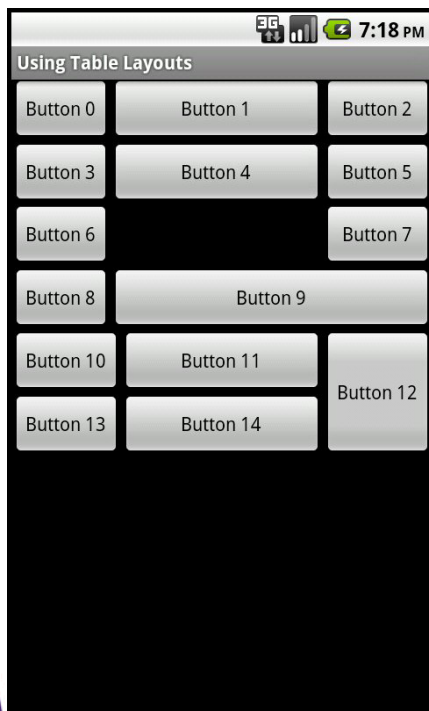 3G 7:18 PM
Using Table Layouts
Button 0 Button 1 Button 2
Button 3 Button 4 Button 5
Button 6 Button 7
Button 8 Button 9
Button 10 Button 11
Button 12
Button 13 Button 14